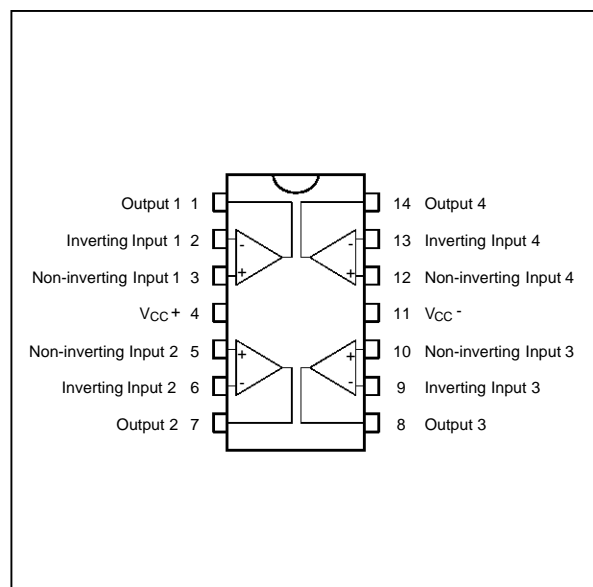 Output 1 1 14 Output 4
- -
Inverting Input 1 2 13 Inverting Input 4
+ +
Non-inverting Input 1 3 12 Non-inverting Input 4
VCC + 4 11 VCC -
Non-inverting Input 2 5 10 Non-inverting Input 3
+ +
Inverting Input 2 6 9 Inverting Input 3
- -
Output 2 7 8 Output 3